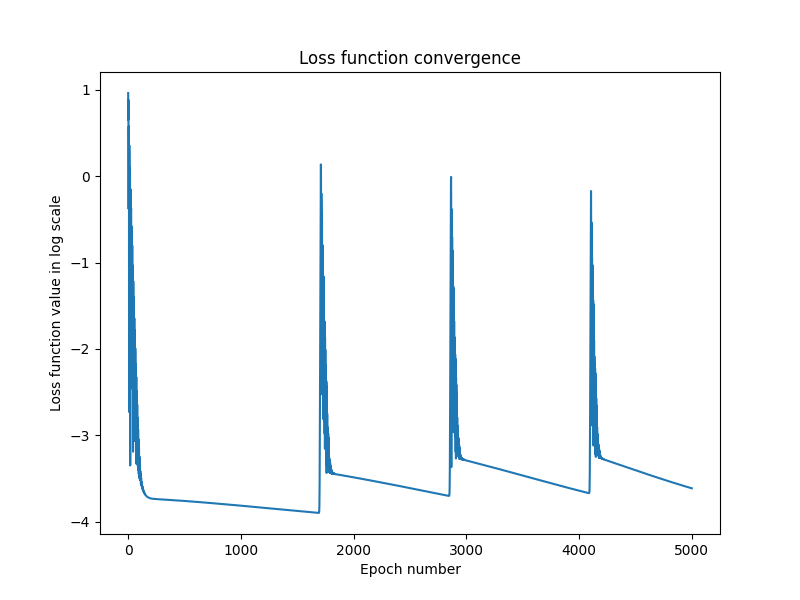 Loss function convergence
Loss function value in log scale
1
0
−1
−2
−3
−4
0 1000 2000 3000 4000 5000
Epoch number